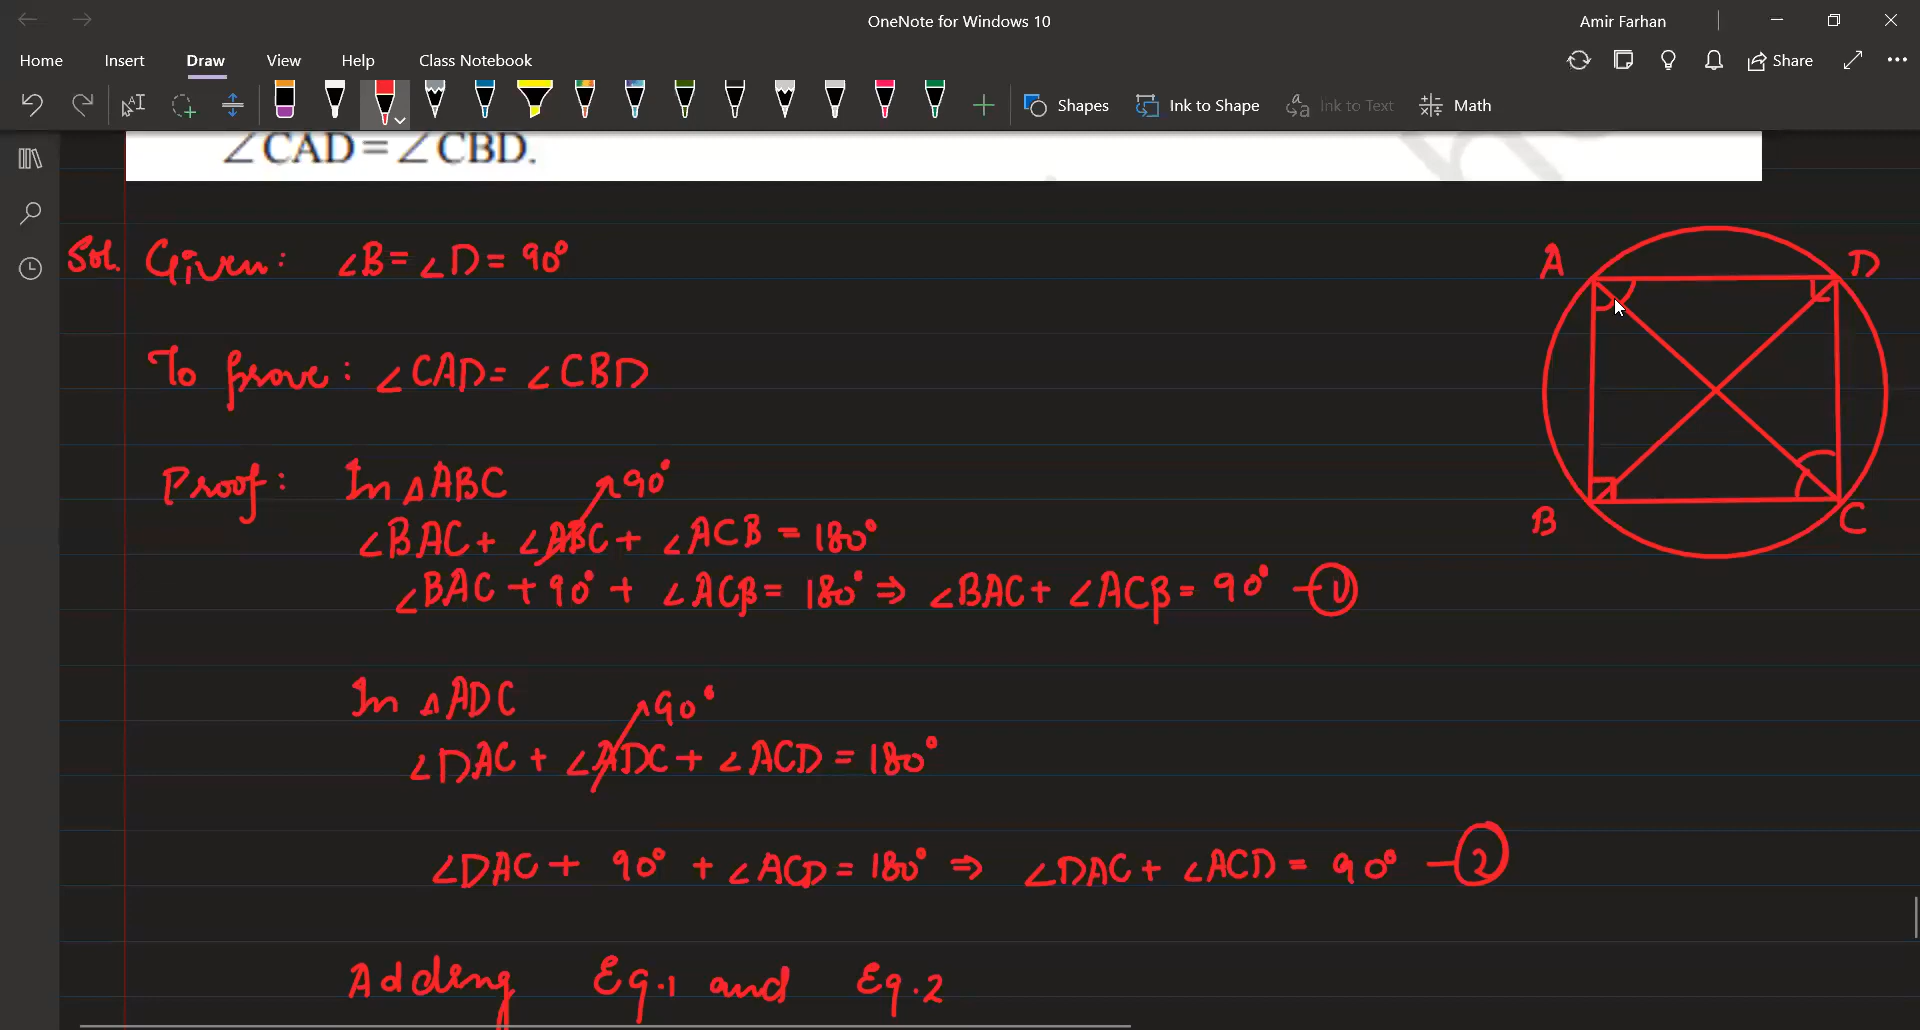 OneNote for Windows 10
Amir Farhan
Home Insert Draw View Help Class Notebook
Share
Shapes Ink to Shape Ink to Text Math
∠CAD = ∠CBD.
Sol. Given: ∠B = ∠D = 90°
A D
To prove: ∠CAD = ∠CBD
Proof: In △ABC
90°
B C
∠BAC + ∠ABC + ∠ACB = 180°
∠BAC + 90° + ∠ACB = 180° ⇒ ∠BAC + ∠ACB = 90° – ①
In △ADC
90°
∠DAC + ∠ADC + ∠ACD = 180°
∠DAC + 90° + ∠ACD = 180° ⇒ ∠DAC + ∠ACD = 90° – ②
Adding Eq.1 and Eq.2